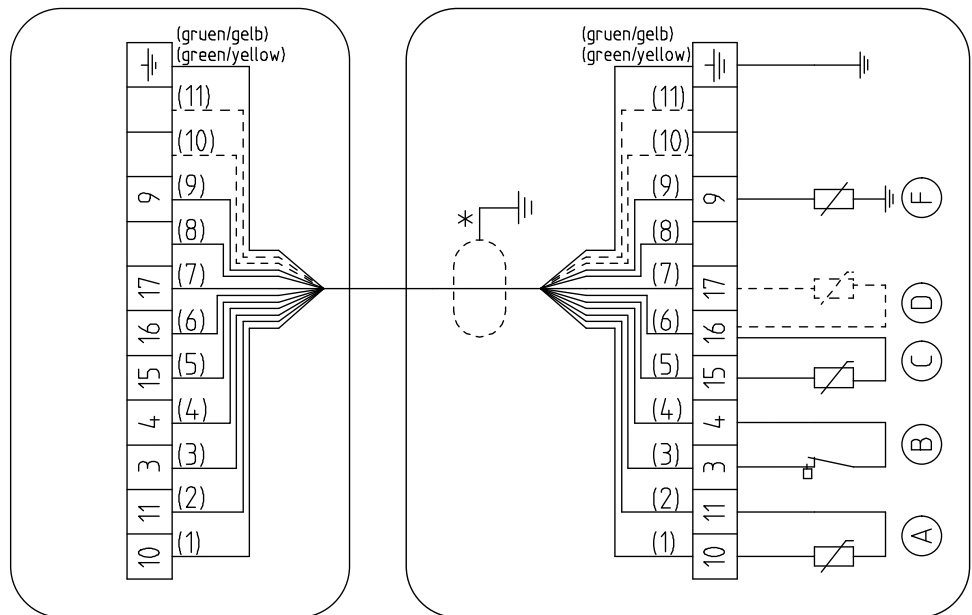 (gruen/gelb)
(green/yellow)
(11)
(10)
9 (9)
(8)
17 (7)
16 (6)
15 (5)
4 (4)
3 (3)
11 (2)
10 (1)
*
(gruen/gelb)
(green/yellow)
(11)
(10)
(9) 9 F
(8)
(7) 17 D
(6) 16
(5) 15 C
(4) 4
(3) 3 B
(2) 11
(1) 10 A